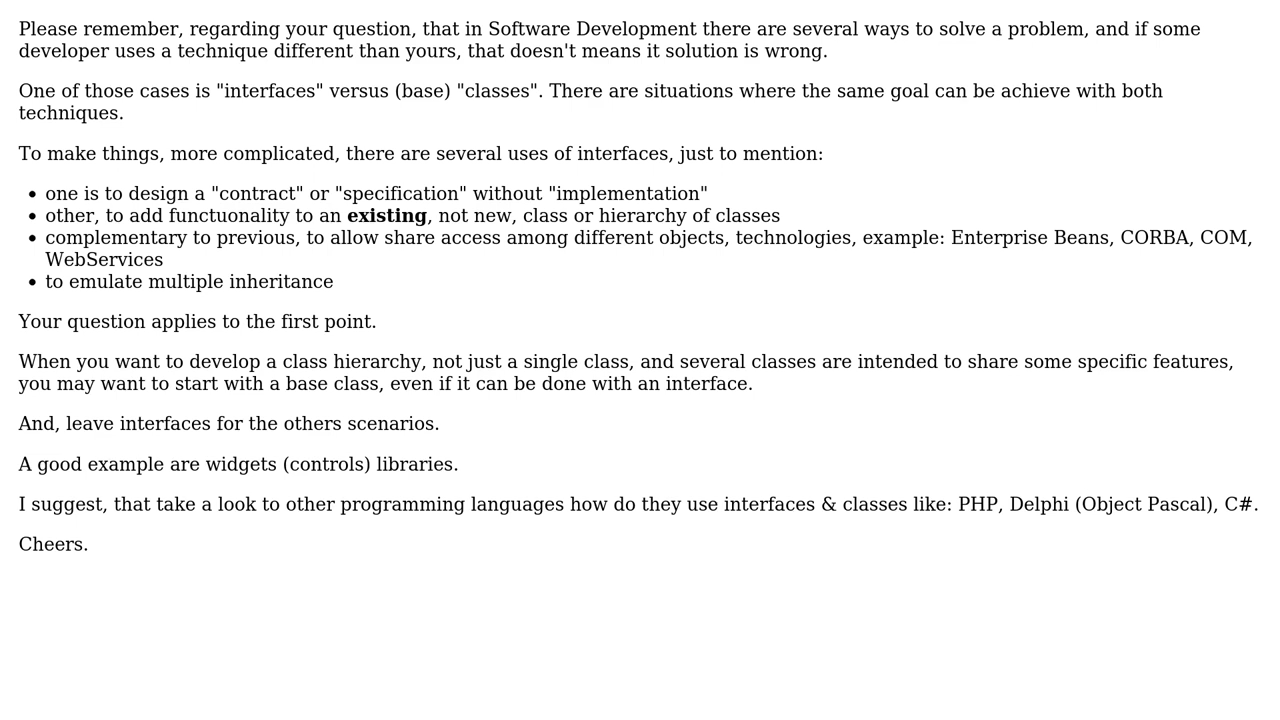 Please remember, regarding your question, that in Software Development there are several ways to solve a problem, and if some
developer uses a technique different than yours, that doesn't means it solution is wrong.
One of those cases is "interfaces" versus (base) "classes". There are situations where the same goal can be achieve with both
techniques.
To make things, more complicated, there are several uses of interfaces, just to mention:
• one is to design a "contract" or "specification" without "implementation"
• other, to add functuonality to an existing, not new, class or hierarchy of classes
• complementary to previous, to allow share access among different objects, technologies, example: Enterprise Beans, CORBA, COM,
WebServices
• to emulate multiple inheritance
Your question applies to the first point.
When you want to develop a class hierarchy, not just a single class, and several classes are intended to share some specific features,
you may want to start with a base class, even if it can be done with an interface.
And, leave interfaces for the others scenarios.
A good example are widgets (controls) libraries.
I suggest, that take a look to other programming languages how do they use interfaces & classes like: PHP, Delphi (Object Pascal), C#.
Cheers.